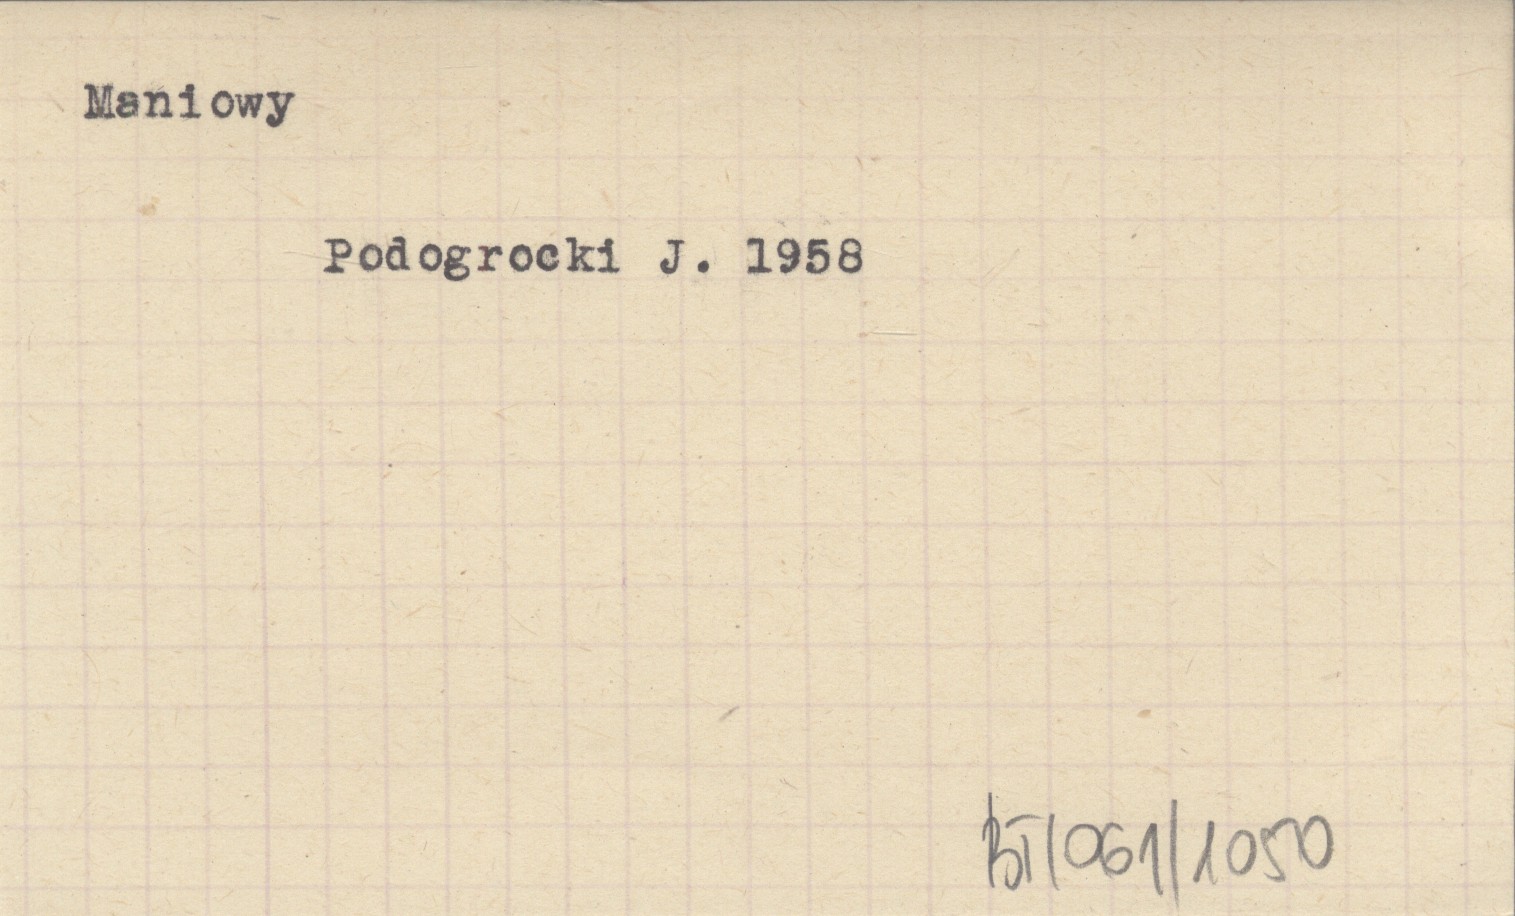 Maniowy
Podogrocki J. 1958
BT/061/1050